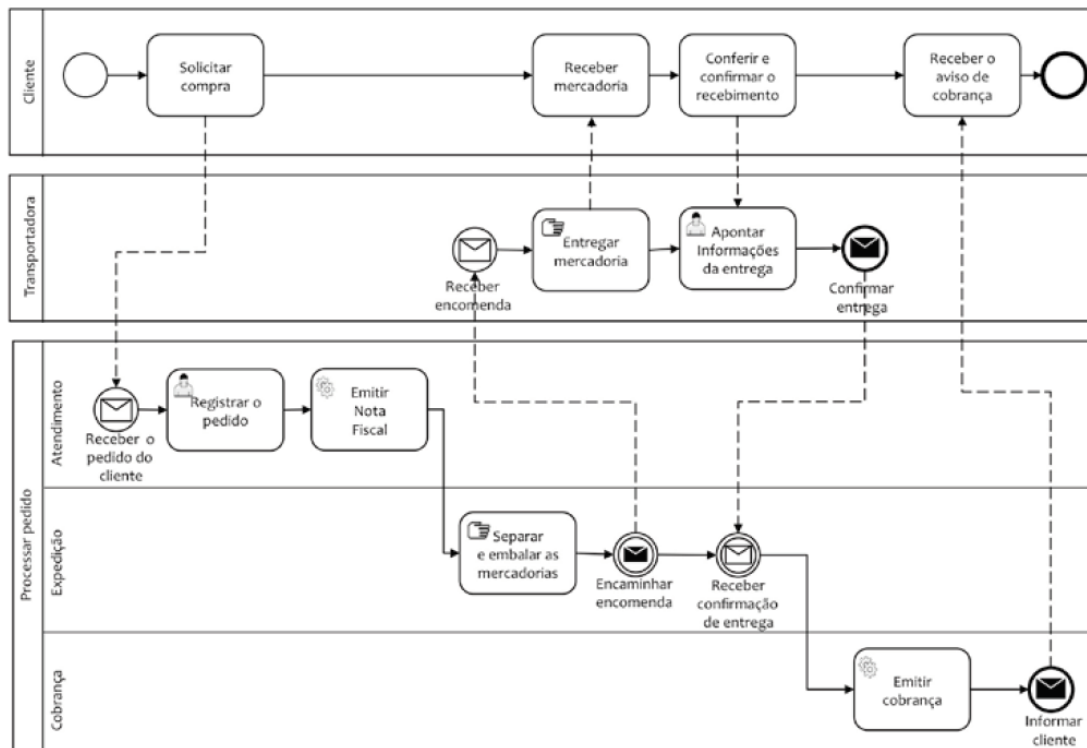 Cliente
Solicitar
compra
Receber
mercadoria
Conferir e
confirmar o
recebimento
Receber o
aviso de
cobrança
Transportadora
Receber
encomenda
Entregar
mercadoria
Apontar
Informações
da entrega
Confirmar
entrega
Processar pedido
Atendimento
Receber o
pedido do
cliente
Registrar o
pedido
Emitir
Nota
Fiscal
Expedição
Separar
e embalar as
mercadorias
Encaminhar
encomenda
Receber
confirmação
de entrega
Cobrança
Emitir
cobrança
Informar
cliente